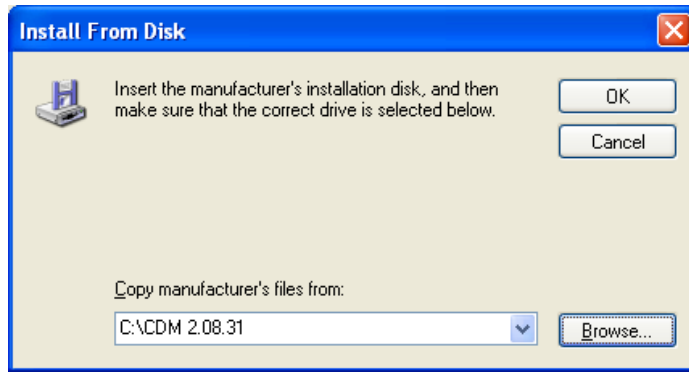 Install From Disk
Insert the manufacturer's installation disk, and then
make sure that the correct drive is selected below.
OK
Cancel
Copy manufacturer's files from:
C:\CDM 2.08.31
Browse...